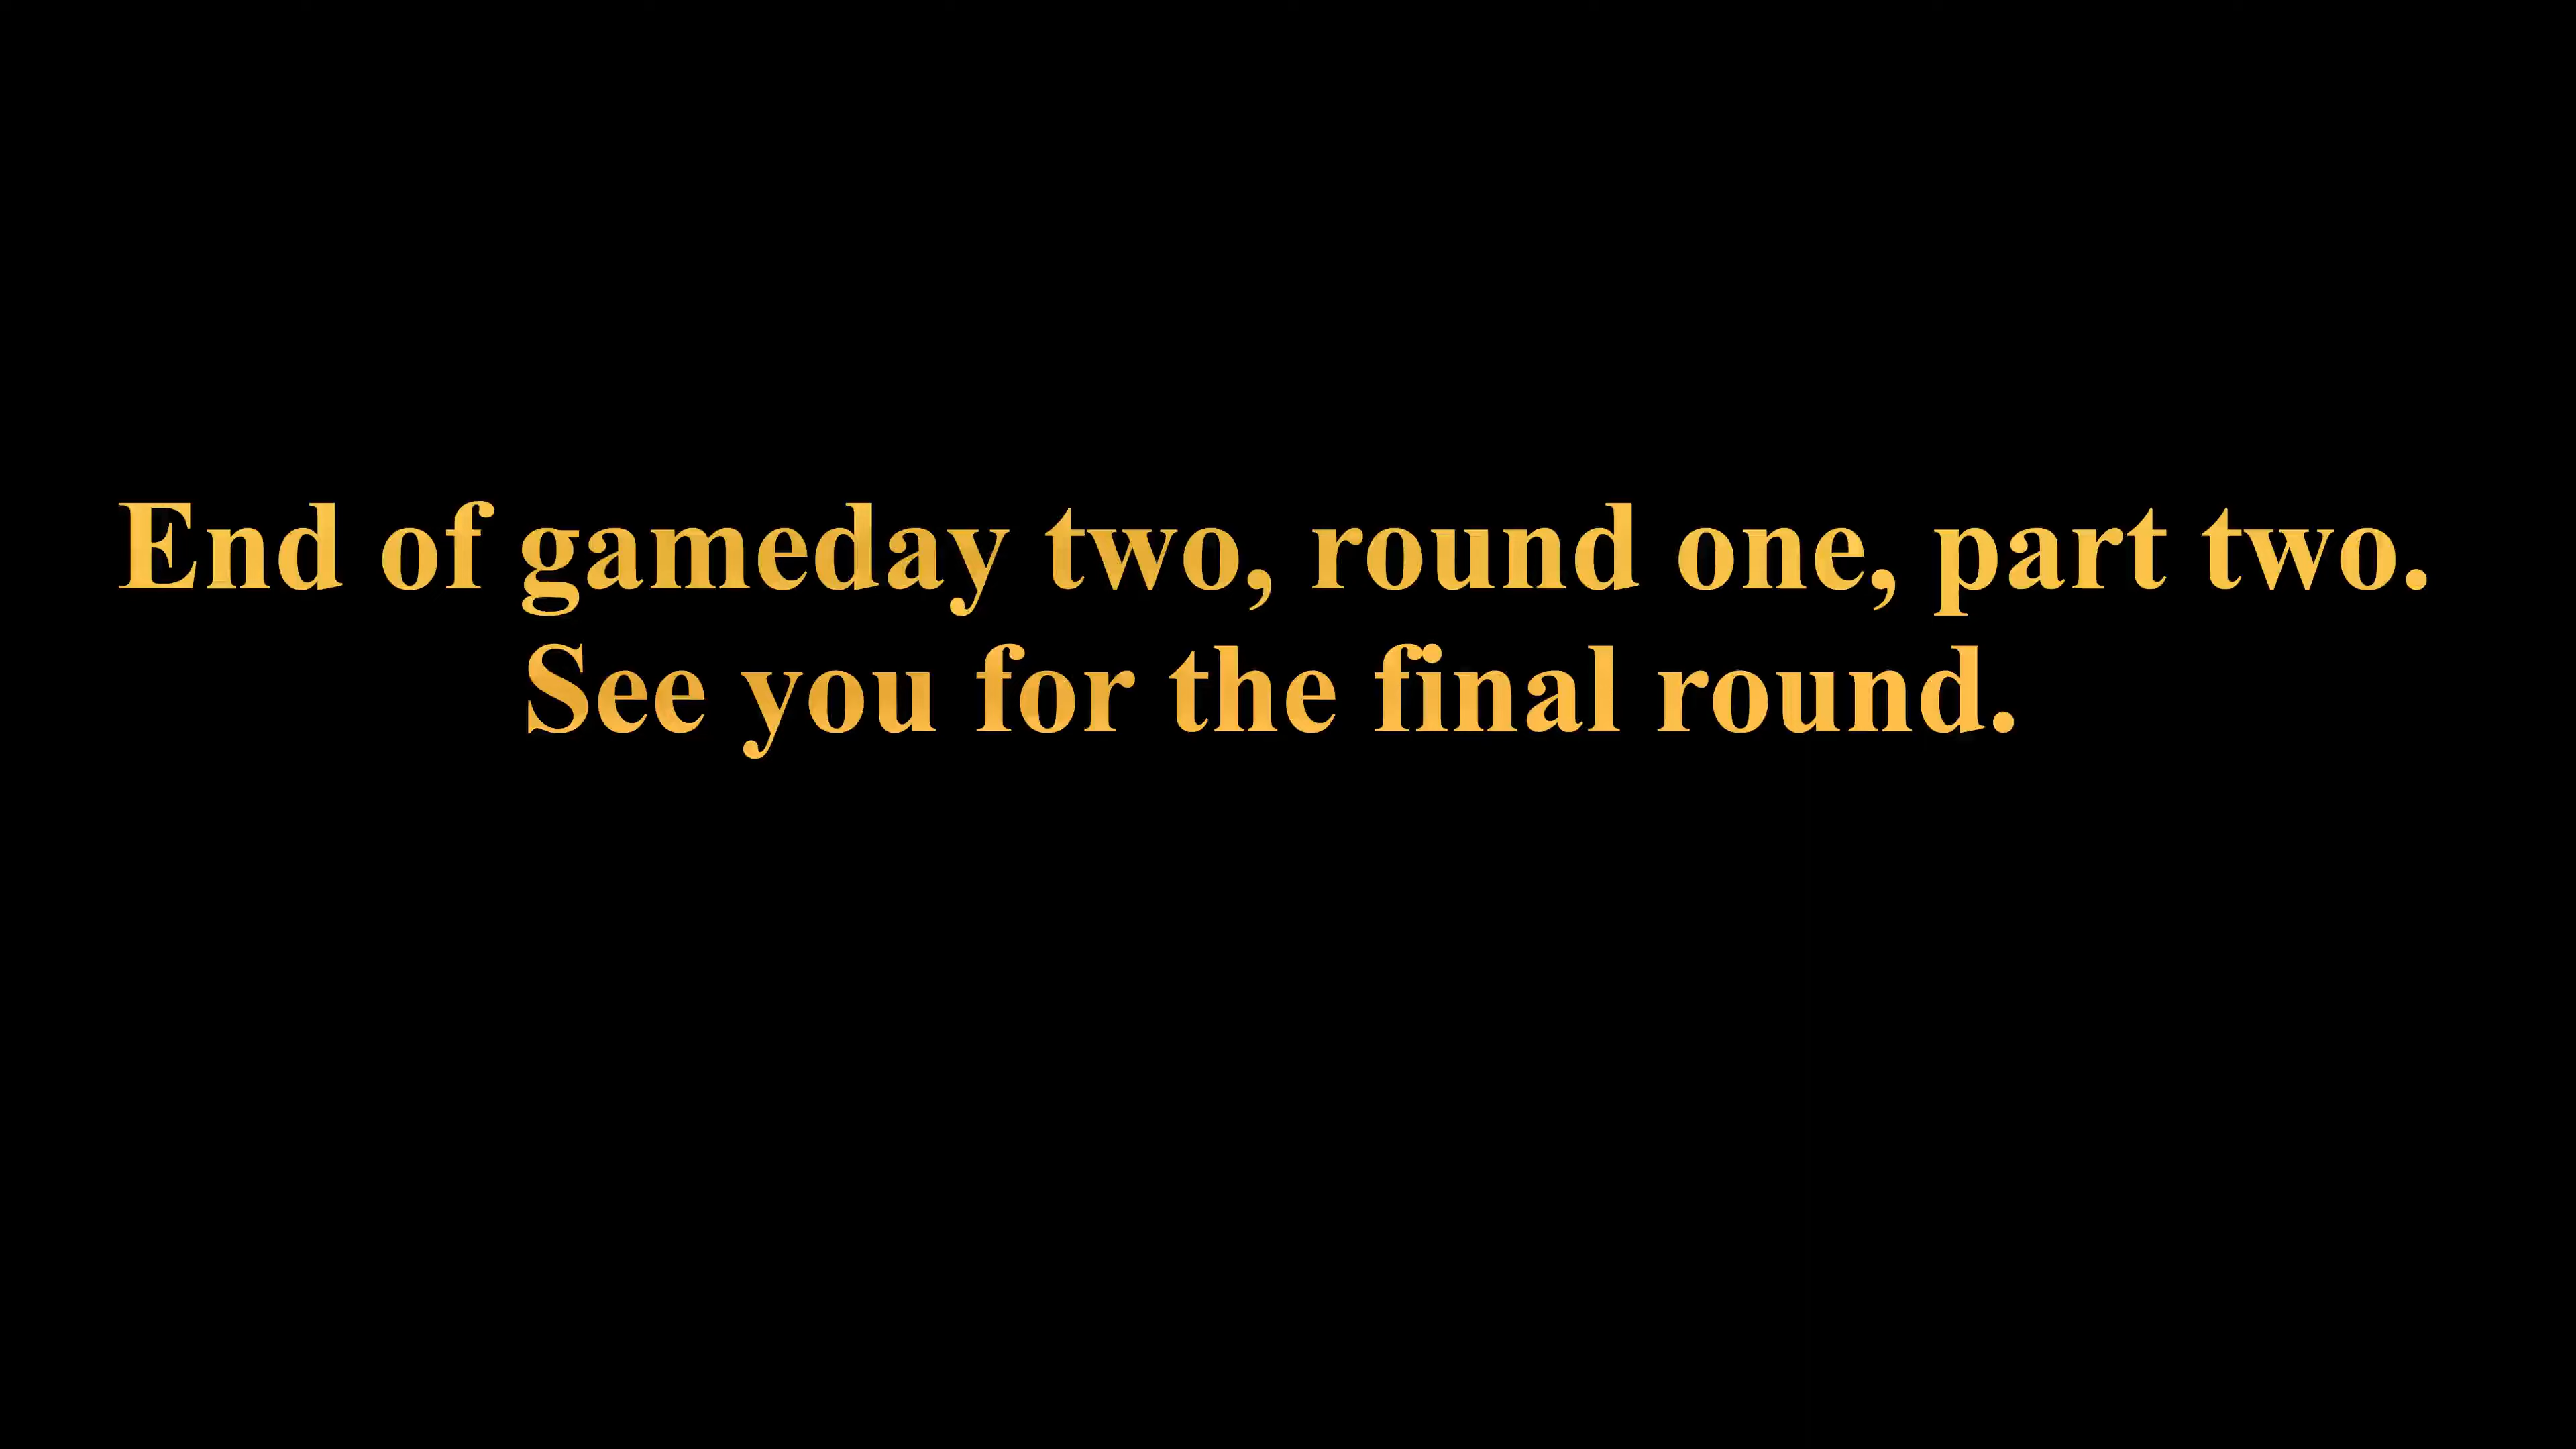 End of gameday two, round one, part two.
See you for the final round.